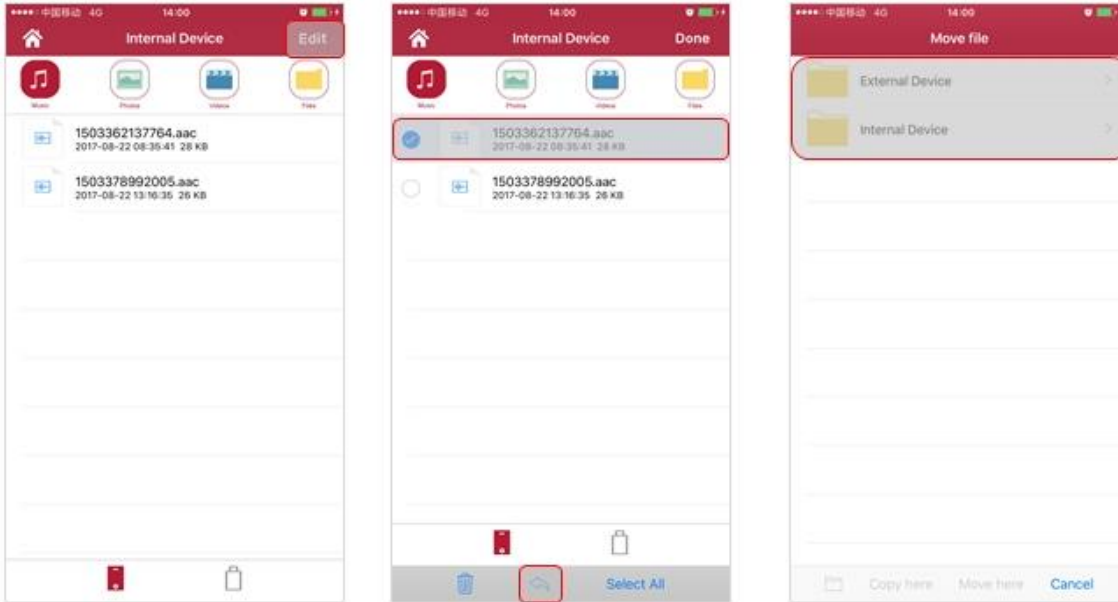 中国移动 4G 14:00
Internal Device Edit
Music Photos Videos Files
1503362137764.aac
2017-08-22 08:35:41 28 KB
1503378992005.aac
2017-08-22 13:16:35 26 KB
中国移动 4G 14:00
Internal Device Done
Music Photos Videos Files
1503362137764.aac
2017-08-22 08:35:41 28 KB
1503378992005.aac
2017-08-22 13:16:35 26 KB
Select All
中国移动 4G 14:00
Move file
External Device
Internal Device
Copy here Move here Cancel